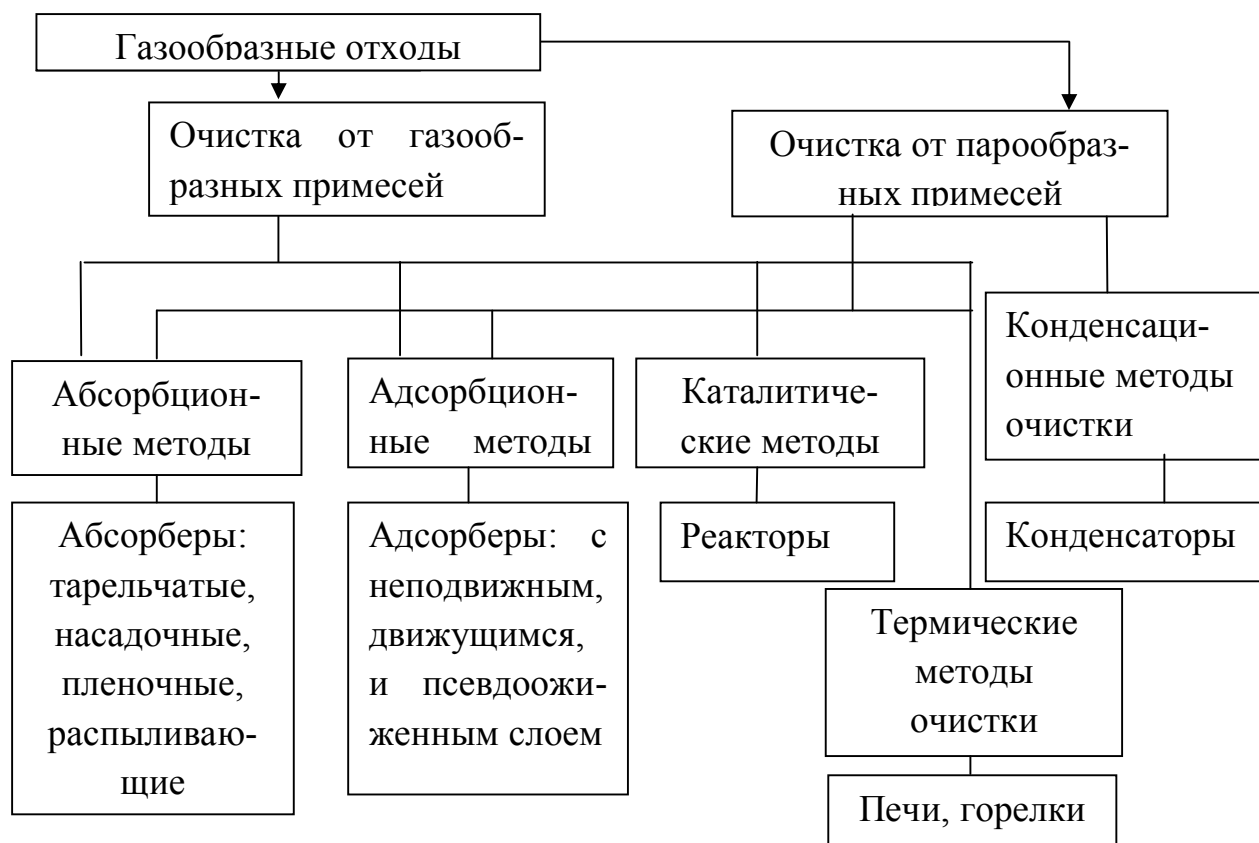 Газообразные отходы
Очистка от газооб-
разных примесей
Очистка от парообраз-
ных примесей
Абсорбцион-
ные методы
Адсорбцион-
ные методы
Каталитиче-
ские методы
Конденсаци-
онные методы
очистки
Абсорберы:
тарельчатые,
насадочные,
пленочные,
распыливаю-
щие
Адсорберы: с
неподвижным,
движущимся,
и псевдоожи-
женным слоем
Реакторы
Конденсаторы
Термические
методы
очистки
Печи, горелки